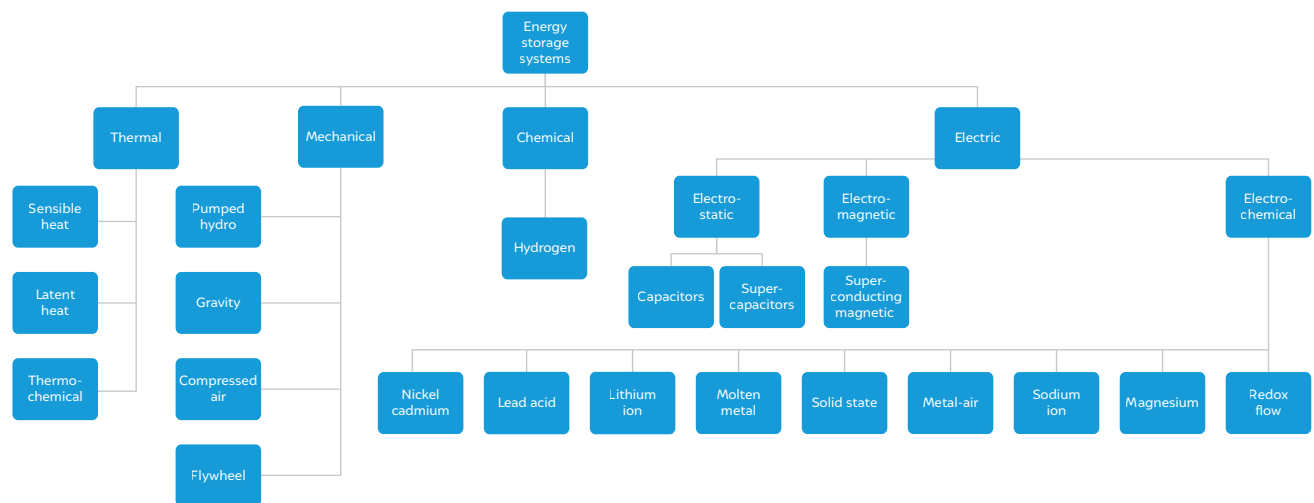 Energy
storage
systems
Thermal
Mechanical
Chemical
Electric
Sensible
heat
Pumped
hydro
Electro-
static
Electro-
magnetic
Electro-
chemical
Hydrogen
Latent
heat
Gravity
Capacitors
Super-
capacitors
Super-
conducting
magnetic
Thermo-
chemical
Compressed
air
Nickel
cadmium
Lead acid
Lithium
ion
Molten
metal
Solid state
Metal-air
Sodium
ion
Magnesium
Redox
flow
Flywheel